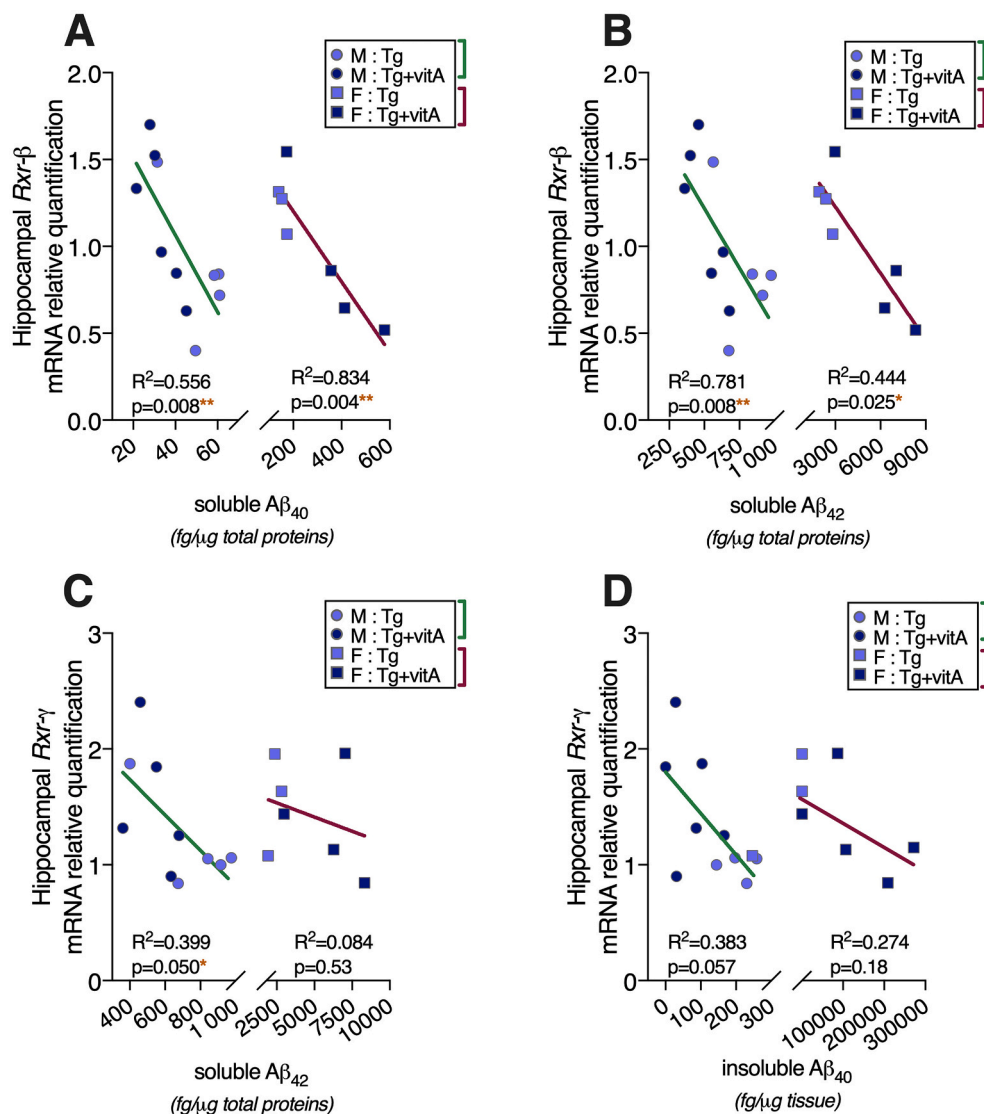 A
M : Tg
M : Tg+vitA
F : Tg
F : Tg+vitA
Hippocampal Rxr-β
mRNA relative quantification
2.0
1.5
1.0
0.5
0.0
R²=0.556
p=0.008**
R²=0.834
p=0.004**
20 40 60 200 400 600
soluble Aβ₄₀
(fg/μg total proteins)
B
M : Tg
M : Tg+vitA
F : Tg
F : Tg+vitA
Hippocampal Rxr-β
mRNA relative quantification
2.0
1.5
1.0
0.5
0.0
R²=0.781
p=0.008**
R²=0.444
p=0.025*
250 500 750 1 000 3000 6000 9000
soluble Aβ₄₂
(fg/μg total proteins)
C
M : Tg
M : Tg+vitA
F : Tg
F : Tg+vitA
Hippocampal Rxr-γ
mRNA relative quantification
3
2
1
0
R²=0.399
p=0.050*
R²=0.084
p=0.53
400 600 800 1 000 2500 5000 7500 10000
soluble Aβ₄₂
(fg/μg total proteins)
D
M : Tg
M : Tg+vitA
F : Tg
F : Tg+vitA
Hippocampal Rxr-γ
mRNA relative quantification
3
2
1
0
R²=0.383
p=0.057
R²=0.274
p=0.18
0 100 200 300 100000 200000 300000
insoluble Aβ₄₀
(fg/μg tissue)